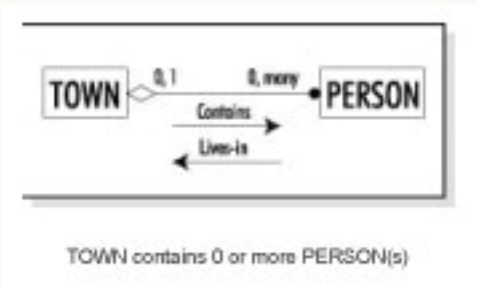 TOWN 0, 1 0, many PERSON
Contains
Lives-in
TOWN contains 0 or more PERSON(s)